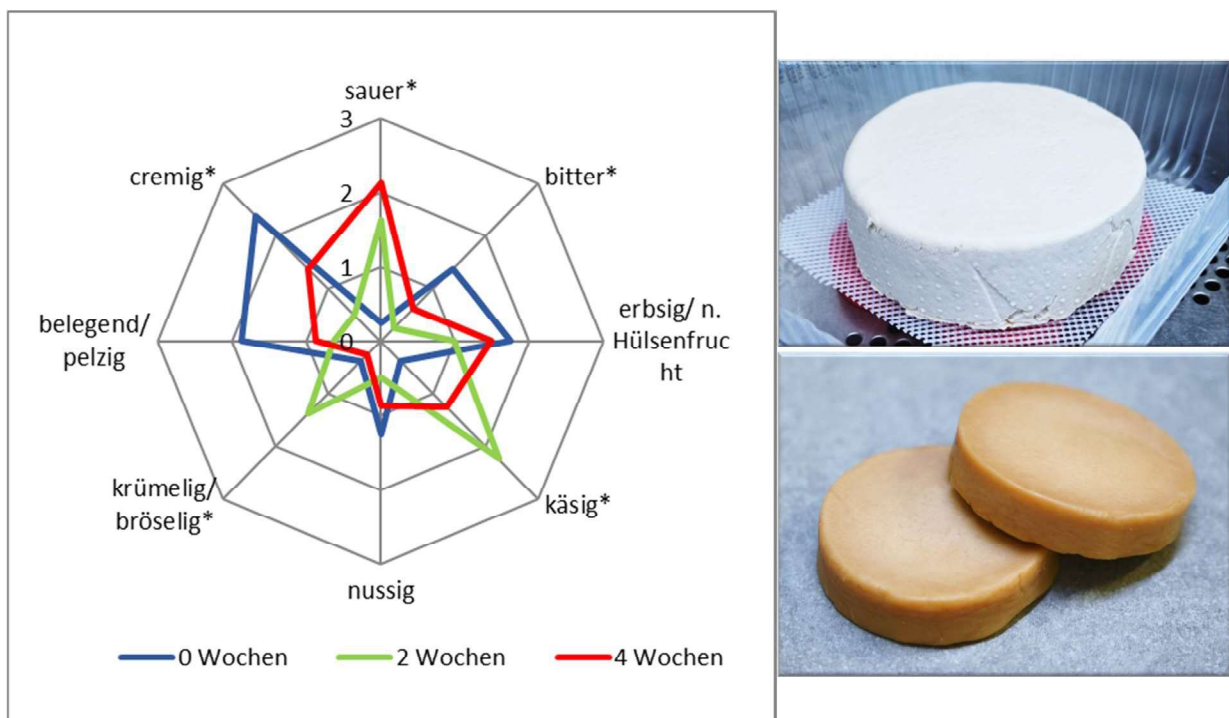 sauer*
3
cremig*
2
bitter*
1
belegend/
pelzig
0
erbsig/ n.
Hülsenfruc
ht
krümelig/
bröselig*
käsig*
nussig
0 Wochen
2 Wochen
4 Wochen